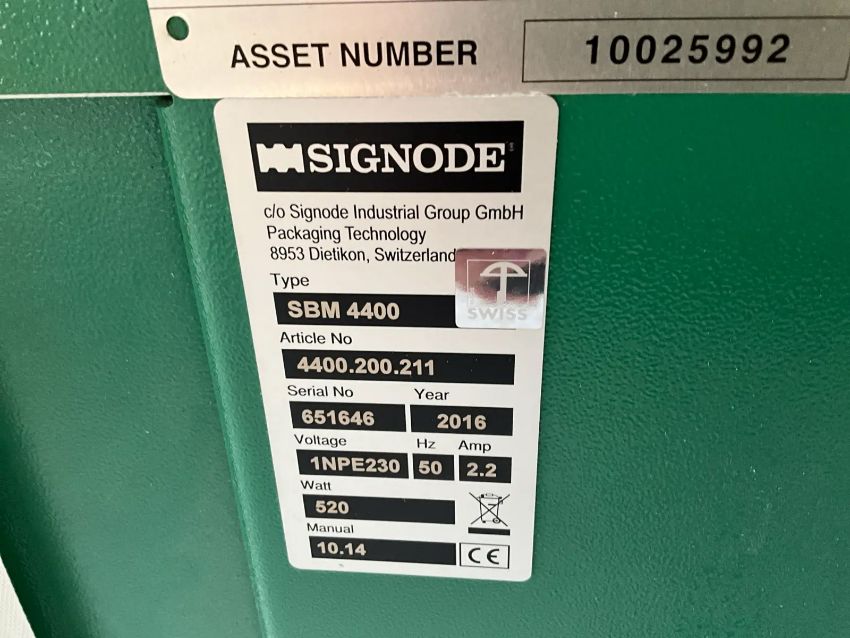 ASSET NUMBER 10025992
SIGNODE
c/o Signode Industrial Group GmbH
Packaging Technology
8953 Dietikon, Switzerland
Type
SBM 4400
SWISS
Article No
4400.200.211
Serial No Year
651646 2016
Voltage Hz Amp
1NPE230 50 2.2
Watt
520
Manual
10.14
CE